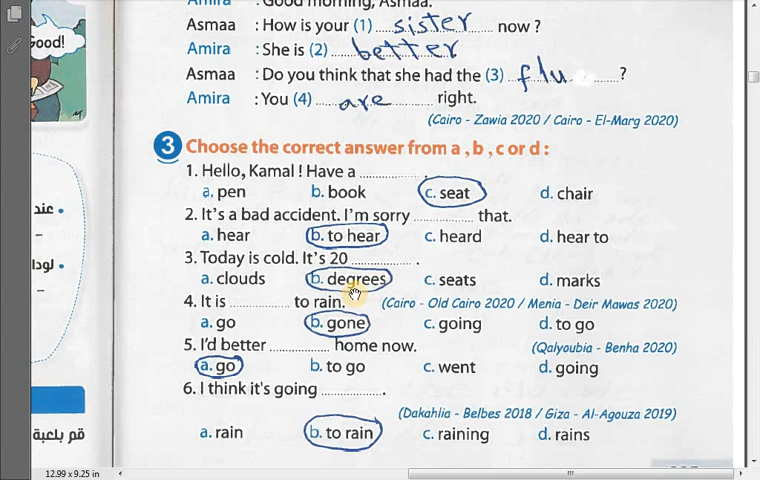 Amira : Good morning, Asmaa.
Good!
Asmaa : How is your (1) sister now ?
Amira : She is (2) better
Asmaa : Do you think that she had the (3) flu ?
Amira : You (4) are right.
(Cairo - Zawia 2020 / Cairo - El-Marg 2020)
3 Choose the correct answer from a , b , c or d :
1. Hello, Kamal ! Have a .............. .
a. pen b. book c. seat d. chair
2. It's a bad accident. I'm sorry .............. that.
a. hear b. to hear c. heard d. hear to
3. Today is cold. It's 20 .............. .
a. clouds b. degrees c. seats d. marks
4. It is .............. to rain. (Cairo - Old Cairo 2020 / Menia - Deir Mawas 2020)
a. go b. gone c. going d. to go
5. I'd better .............. home now. (Qalyoubia - Benha 2020)
a. go b. to go c. went d. going
6. I think it's going .............. .
(Dakahlia - Belbes 2018 / Giza - Al-Agouza 2019)
a. rain b. to rain c. raining d. rains
• عند
قم بلعبة
12.99 x 9.25 in